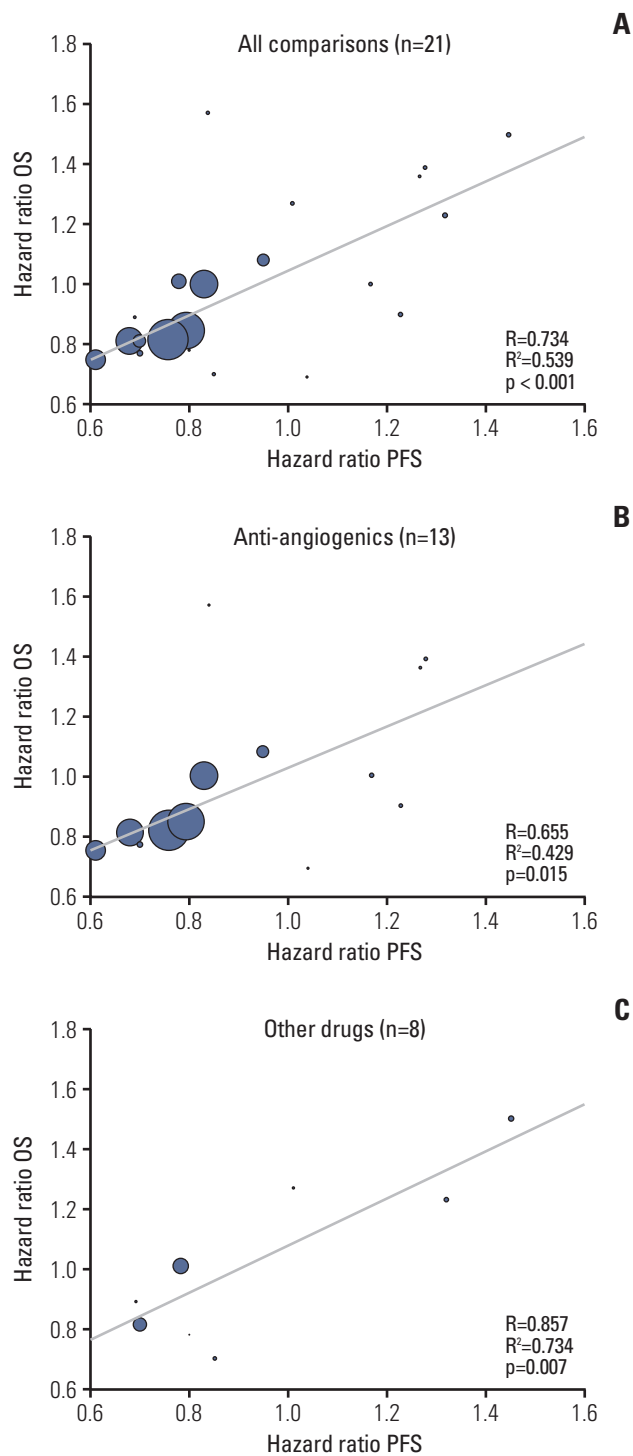 A
All comparisons (n=21)
Hazard ratio OS
1.8
1.6
1.4
1.2
1.0
0.8
0.6
R=0.734
R²=0.539
p < 0.001
0.6 0.8 1.0 1.2 1.4 1.6
Hazard ratio PFS
B
Anti-angiogenics (n=13)
Hazard ratio OS
1.8
1.6
1.4
1.2
1.0
0.8
0.6
R=0.655
R²=0.429
p=0.015
0.6 0.8 1.0 1.2 1.4 1.6
Hazard ratio PFS
C
Other drugs (n=8)
Hazard ratio OS
1.8
1.6
1.4
1.2
1.0
0.8
0.6
R=0.857
R²=0.734
p=0.007
0.6 0.8 1.0 1.2 1.4 1.6
Hazard ratio PFS